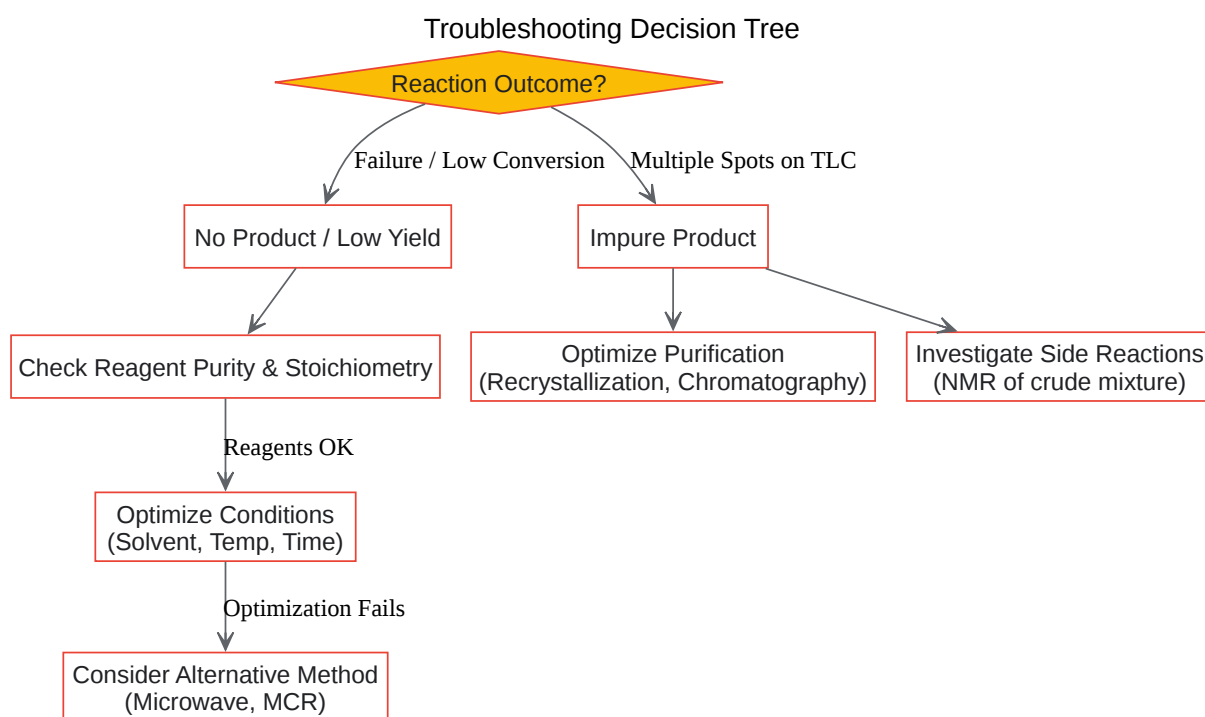 Troubleshooting Decision Tree
Reaction Outcome?
Failure / Low Conversion
Multiple Spots on TLC
No Product / Low Yield
Impure Product
Check Reagent Purity & Stoichiometry
Optimize Purification
(Recrystallization, Chromatography)
Investigate Side Reactions
(NMR of crude mixture)
Reagents OK
Optimize Conditions
(Solvent, Temp, Time)
Optimization Fails
Consider Alternative Method
(Microwave, MCR)